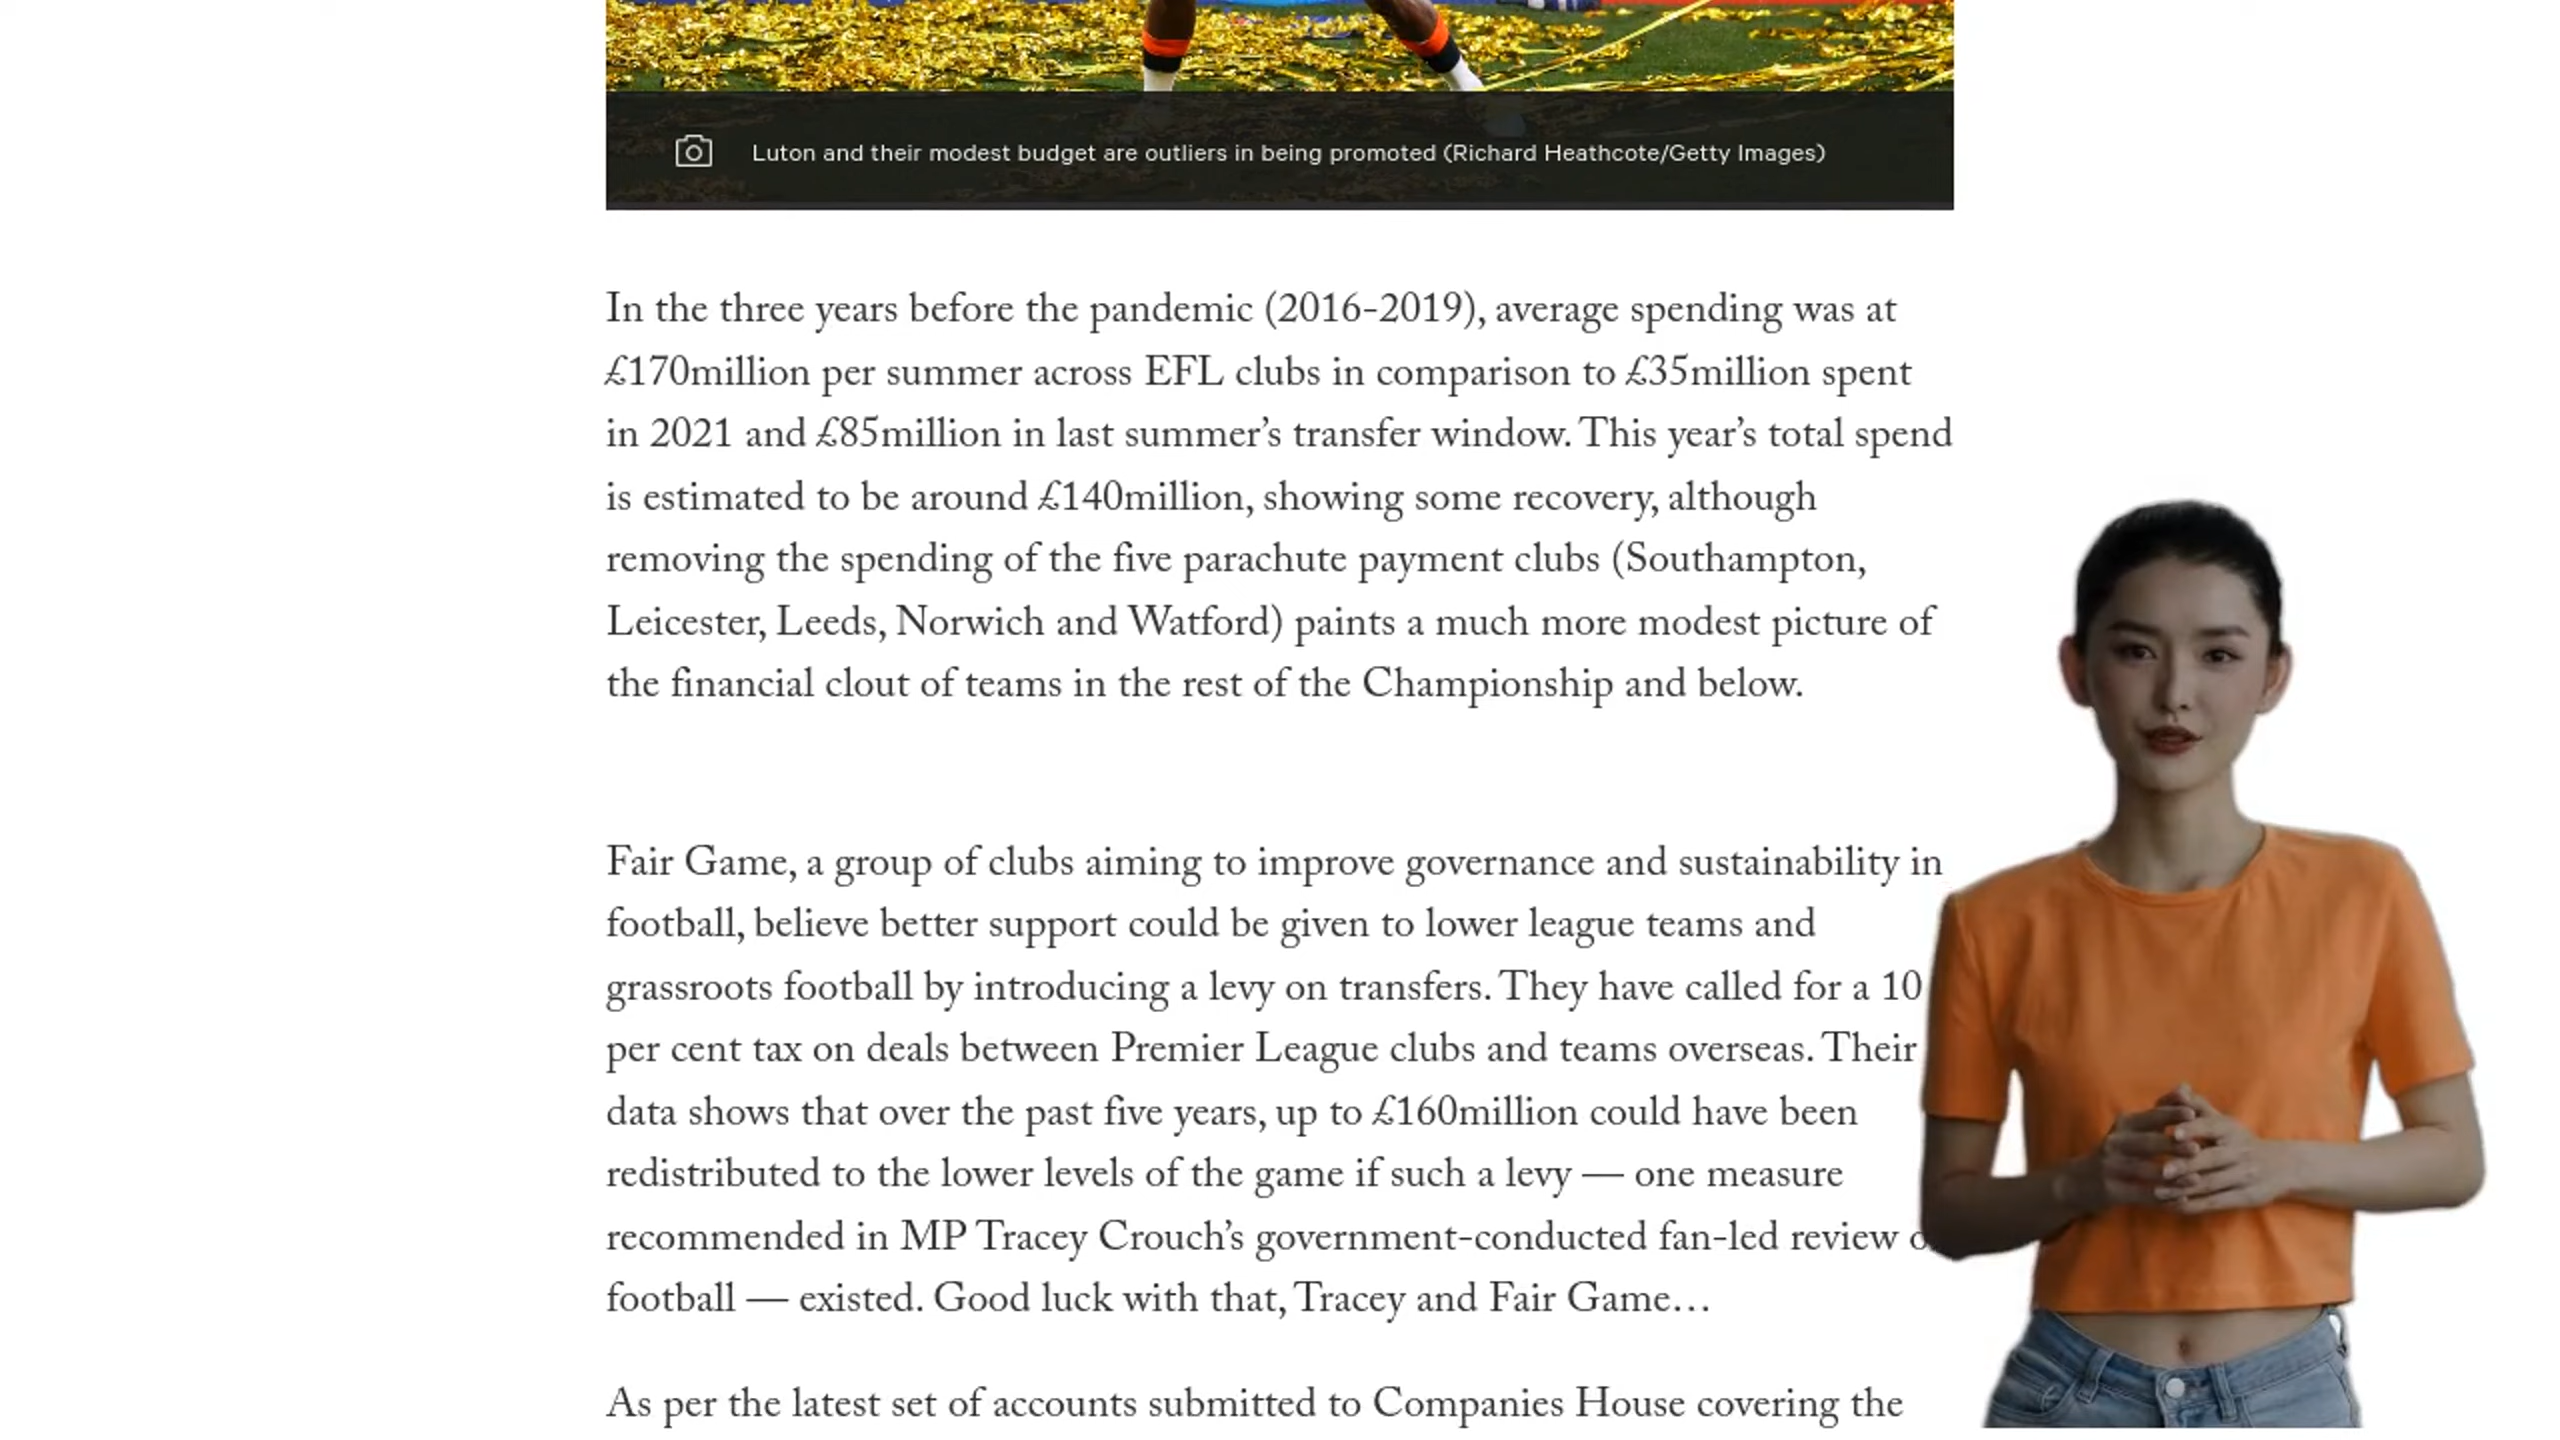 Luton and their modest budget are outliers in being promoted (Richard Heathcote/Getty Images)
In the three years before the pandemic (2016-2019), average spending was at
£170million per summer across EFL clubs in comparison to £35million spent
in 2021 and £85million in last summer’s transfer window. This year’s total spend
is estimated to be around £140million, showing some recovery, although
removing the spending of the five parachute payment clubs (Southampton,
Leicester, Leeds, Norwich and Watford) paints a much more modest picture of
the financial clout of teams in the rest of the Championship and below.
Fair Game, a group of clubs aiming to improve governance and sustainability in
football, believe better support could be given to lower league teams and
grassroots football by introducing a levy on transfers. They have called for a 10
per cent tax on deals between Premier League clubs and teams overseas. Their
data shows that over the past five years, up to £160million could have been
redistributed to the lower levels of the game if such a levy — one measure
recommended in MP Tracey Crouch’s government-conducted fan-led review
football — existed. Good luck with that, Tracey and Fair Game…
As per the latest set of accounts submitted to Companies House covering the